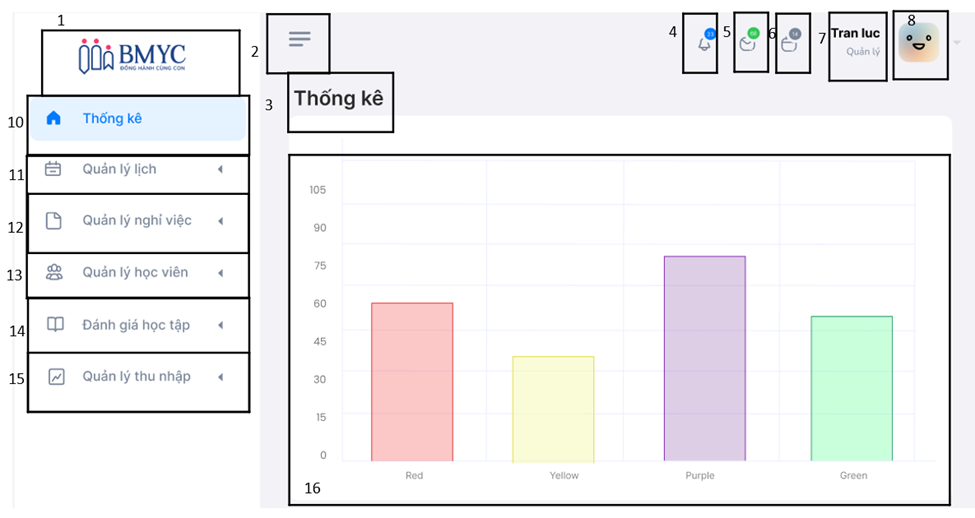 1
BMYC
ĐỒNG HÀNH CÙNG CON
2
4
23
5
68
6
14
7
Tran luc
Quản lý
8
3
Thống kê
10
Thống kê
11
Quản lý lịch
12
Quản lý nghỉ việc
13
Quản lý học viên
14
Đánh giá học tập
15
Quản lý thu nhập
105
90
75
60
45
30
15
0
Red
Yellow
Purple
Green
16